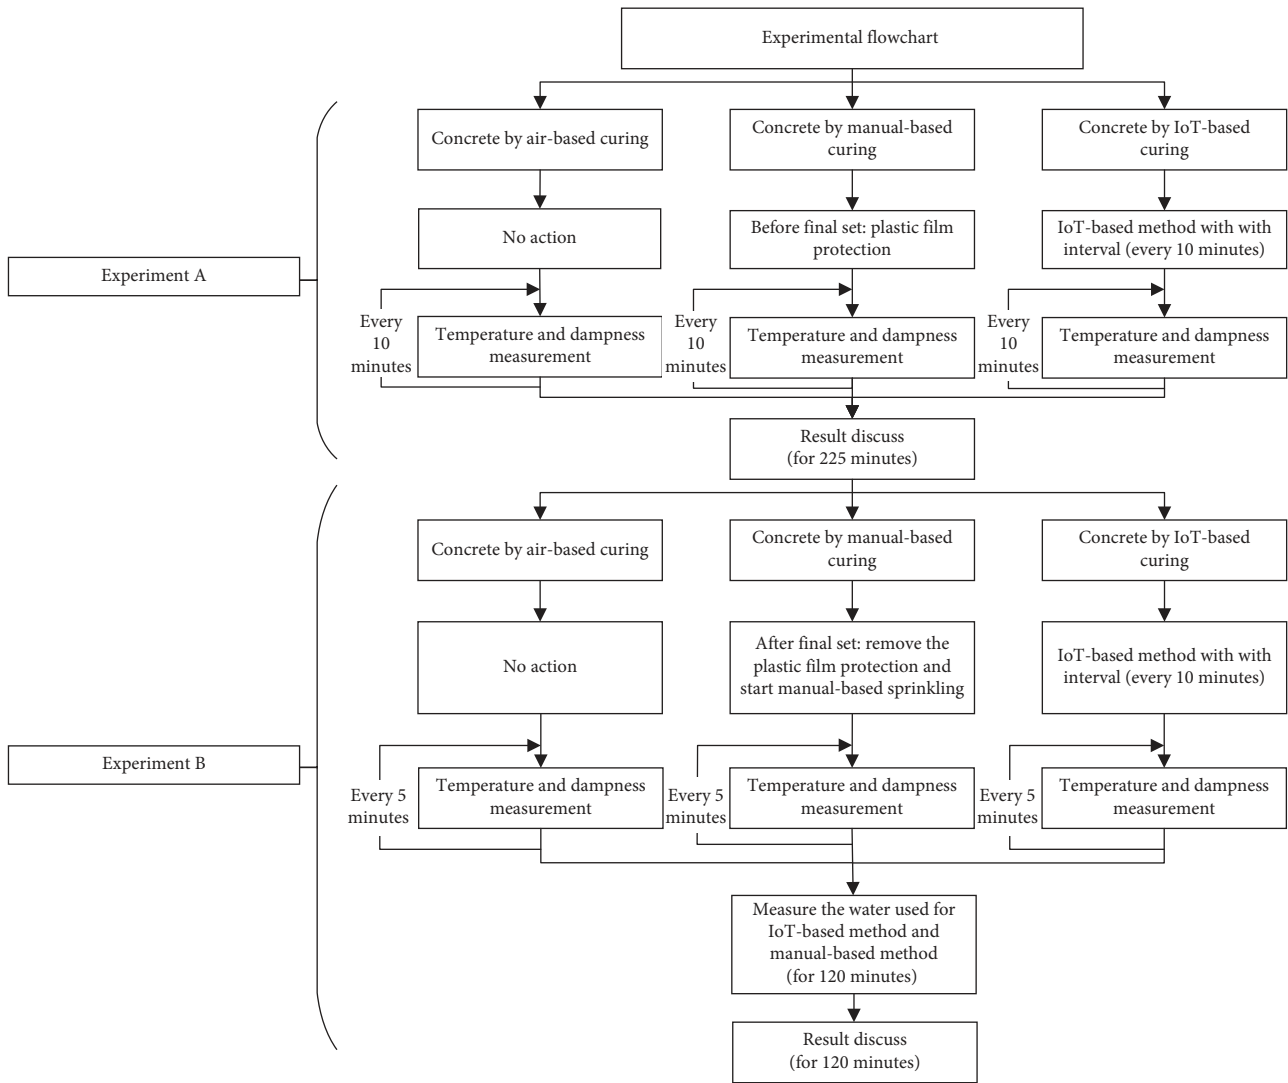 Experimental flowchart
Experiment A
Concrete by air-based curing
Concrete by manual-based
curing
Concrete by IoT-based
curing
No action
Before final set: plastic film
protection
IoT-based method with with
interval (every 10 minutes)
Every
10
minutes
Temperature and dampness
measurement
Every
10
minutes
Temperature and dampness
measurement
Every
10
minutes
Temperature and dampness
measurement
Result discuss
(for 225 minutes)
Experiment B
Concrete by air-based curing
Concrete by manual-based
curing
Concrete by IoT-based
curing
No action
After final set: remove the
plastic film protection and
start manual-based sprinkling
IoT-based method with with
interval (every 10 minutes)
Every 5
minutes
Temperature and dampness
measurement
Every 5
minutes
Temperature and dampness
measurement
Every 5
minutes
Temperature and dampness
measurement
Measure the water used for
IoT-based method and
manual-based method
(for 120 minutes)
Result discuss
(for 120 minutes)